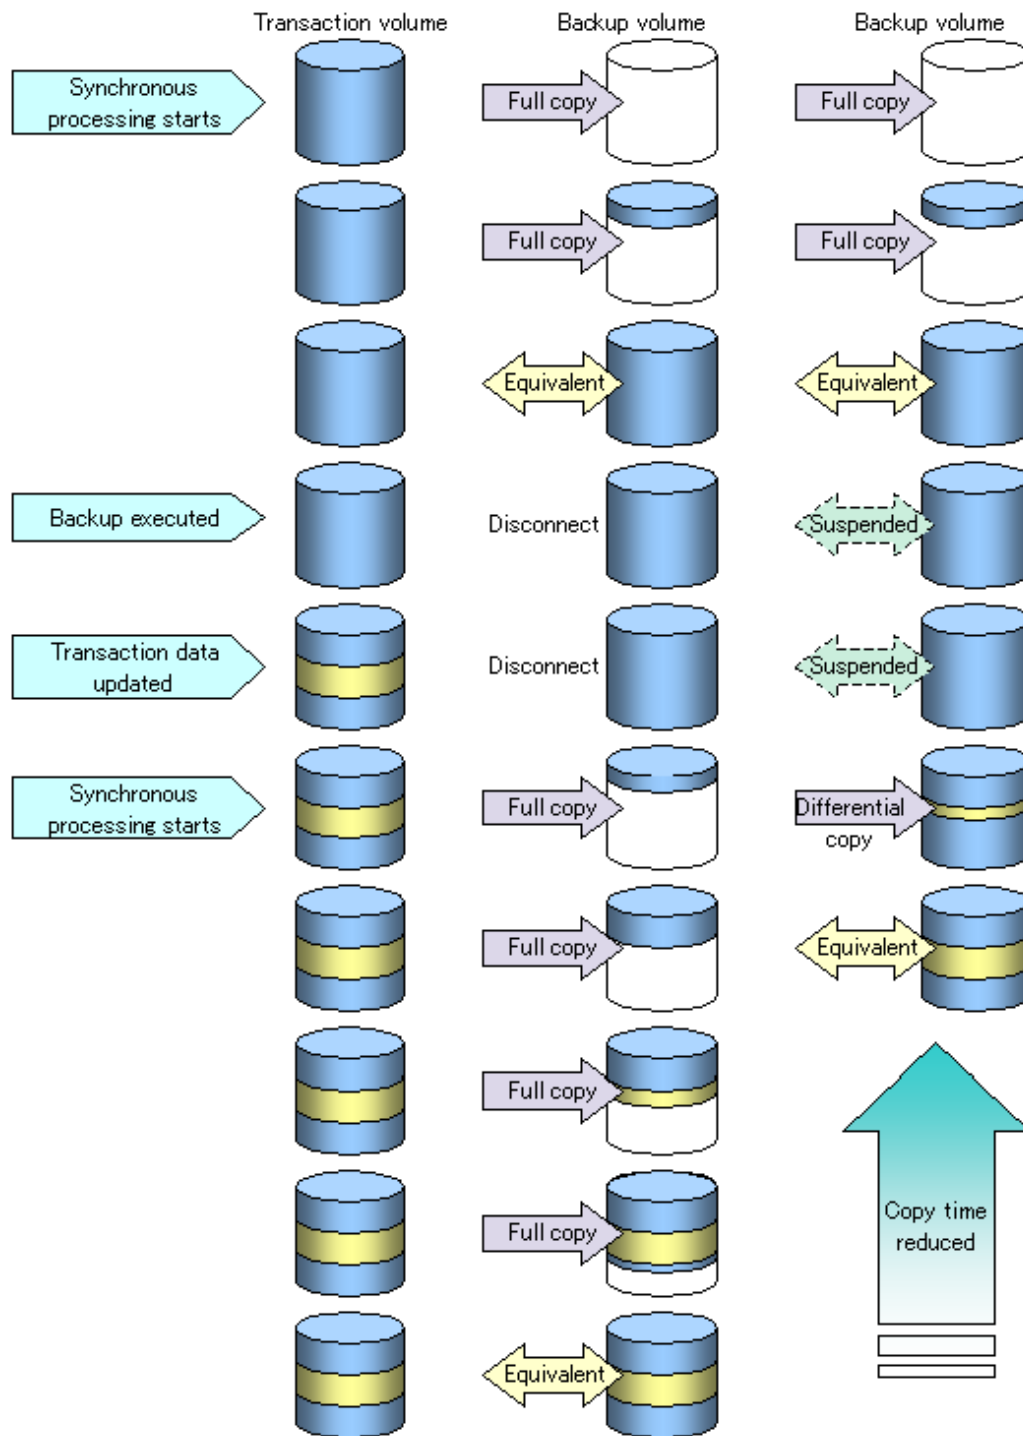 Transaction volume
Backup volume
Backup volume
Synchronous
processing starts
Full copy
Full copy
Full copy
Full copy
Equivalent
Equivalent
Backup executed
Disconnect
Suspended
Transaction data
updated
Disconnect
Suspended
Synchronous
processing starts
Full copy
Differential
copy
Full copy
Equivalent
Full copy
Full copy
Copy time
reduced
Equivalent